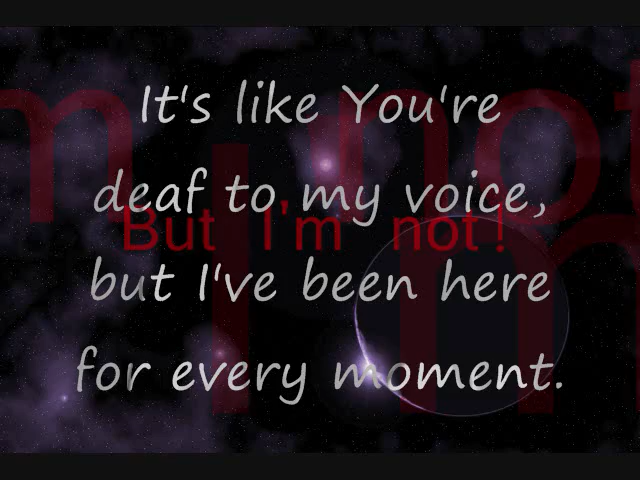 It's like You're
deaf to my voice,
But I'm not!
but I've been here
for every moment.